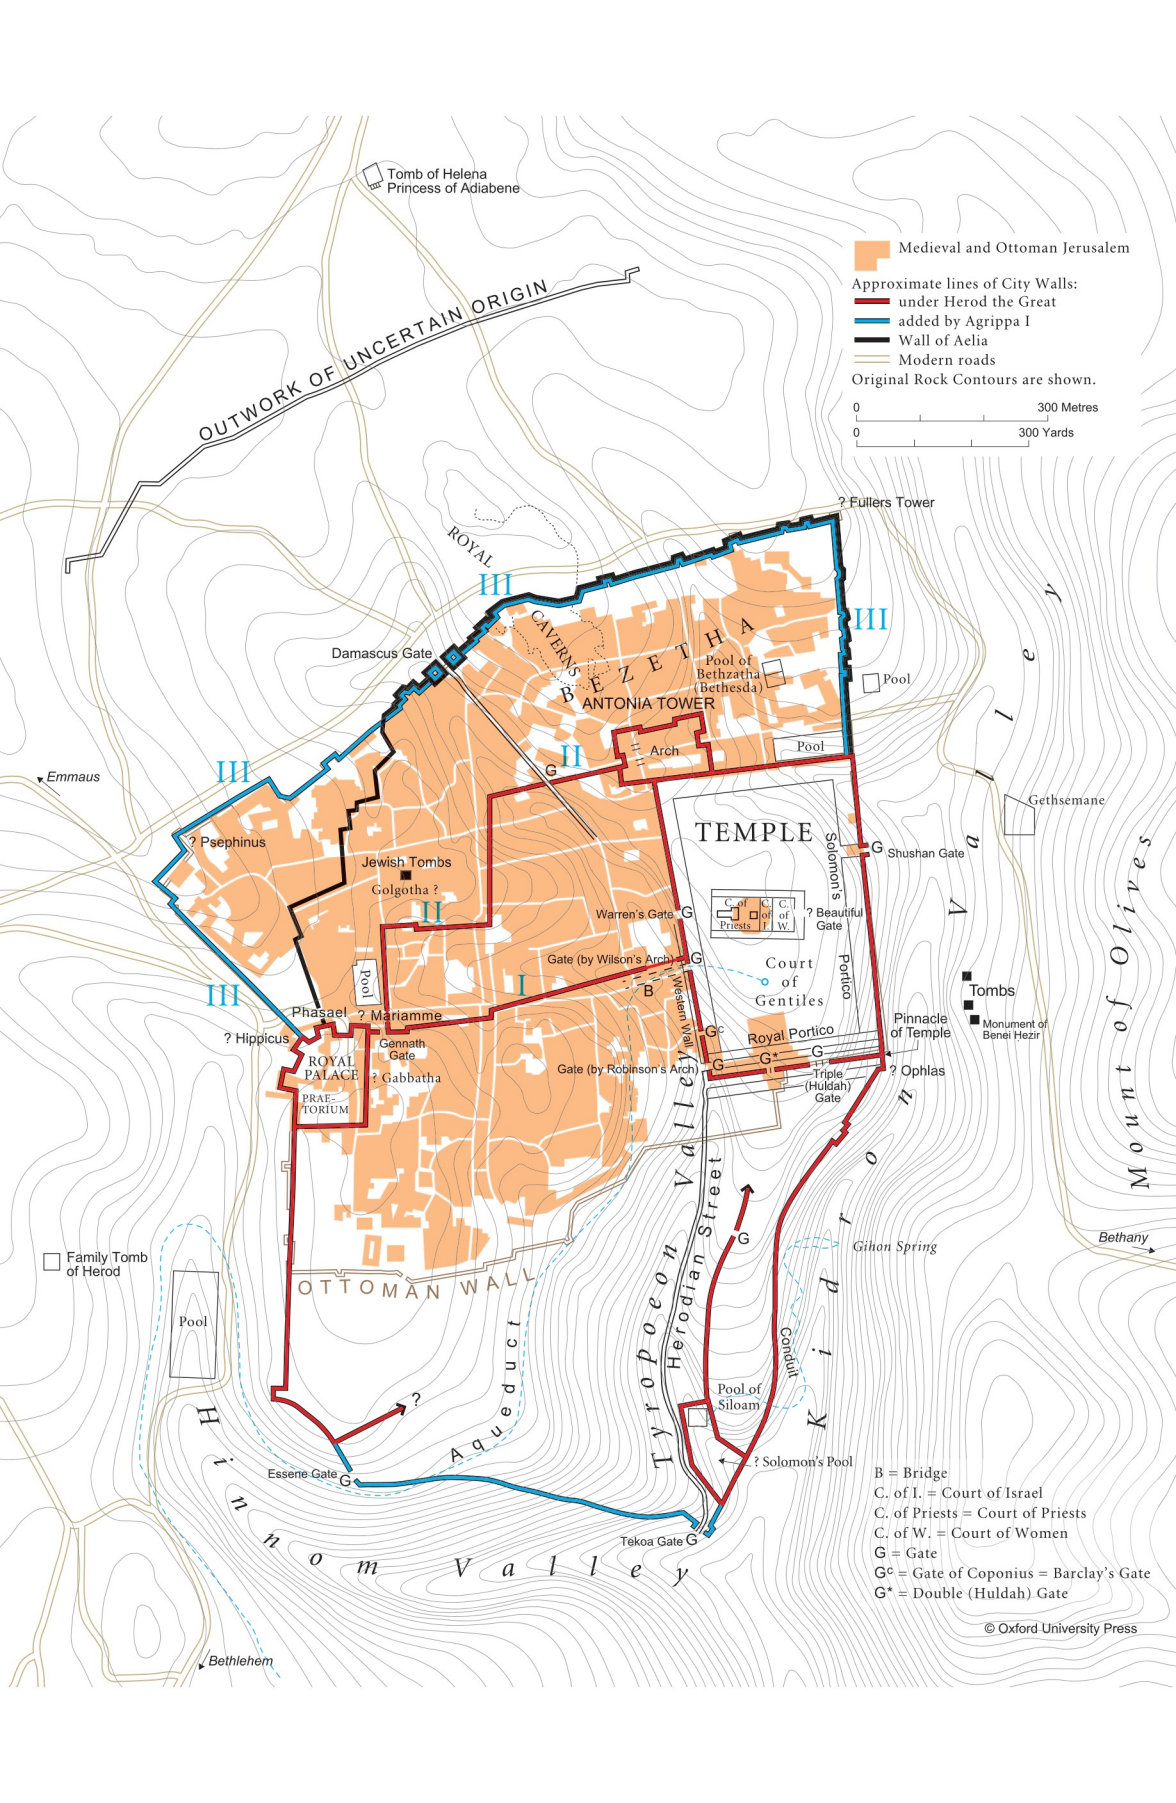 Tomb of Helena
Princess of Adiabene
Medieval and Ottoman Jerusalem
Approximate lines of City Walls:
under Herod the Great
added by Agrippa I
Wall of Aelia
Modern roads
Original Rock Contours are shown.
0 300 Metres
0 300 Yards
OUTWORK OF UNCERTAIN ORIGIN
? Fullers Tower
ROYAL
CAVERNS
III
III
Damascus Gate
BEZETHA
Pool of
Bethzatha
(Bethesda)
Pool
ANTONIA TOWER
Arch
Pool
II
G
III
Emmaus
Gethsemane
? Psephinus
TEMPLE
Solomon's
Portico
G Shushan Gate
Jewish Tombs
Golgotha ?
II
Warren's Gate G
C. of
Priests
C.
of
I.
C.
of
W.
? Beautiful
Gate
Gate (by Wilson's Arch) G
B
Court
of
Gentiles
Western Wall
I
Pool
III
Tombs
Monument of
Benei Hezir
Phasael
? Mariamme
? Hippicus
Gennath
Gate
ROYAL
PALACE
? Gabbatha
PRAE-
TORIUM
Gᶜ
Royal Portico
Pinnacle
of Temple
G
G*
G
Gate (by Robinson's Arch)
Triple
(Huldah)
Gate
? Ophlas
Mount of Olives
Kidron Valley
Tyropoeon Valley
Herodian Street
G
Gihon Spring
Bethany
Family Tomb
of Herod
Pool
OTTOMAN WALL
Aqueduct
Conduit
?
Pool of
Siloam
? Solomon's Pool
Essene Gate G
Tekoa Gate G
Hinnom Valley
Bethlehem
B = Bridge
C. of I. = Court of Israel
C. of Priests = Court of Priests
C. of W. = Court of Women
G = Gate
Gᶜ = Gate of Coponius = Barclay's Gate
G* = Double (Huldah) Gate
© Oxford University Press